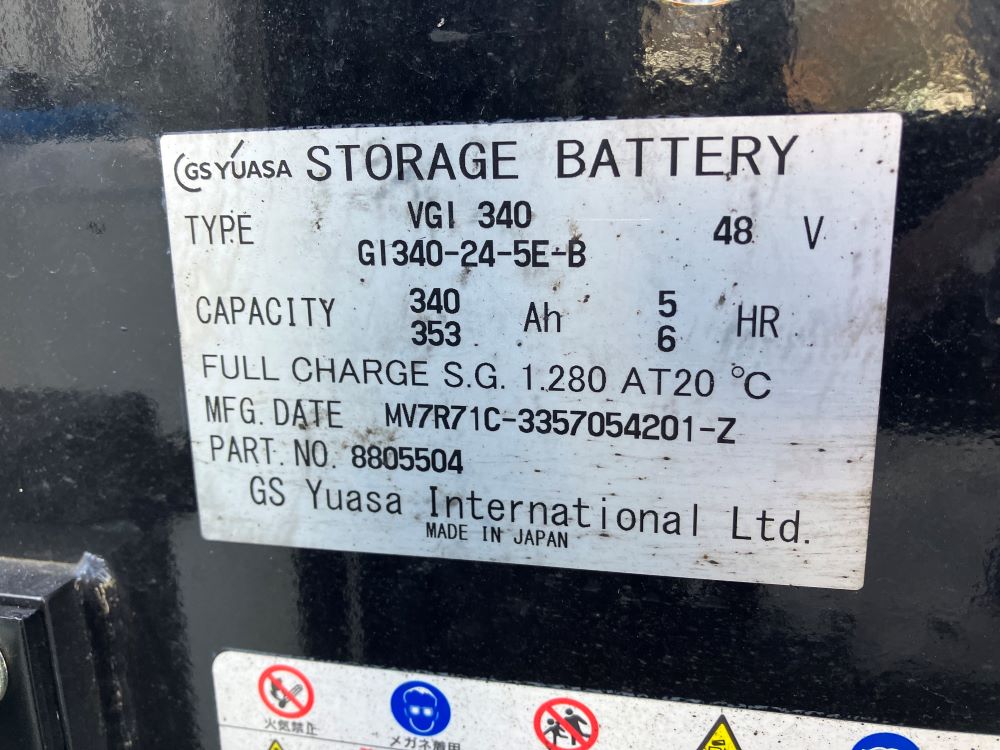 GS YUASA STORAGE BATTERY
TYPE VGI 340 48 V
GI340-24-5E-B
CAPACITY 340 Ah 5 HR
353 6
FULL CHARGE S.G. 1.280 AT20 °C
MFG. DATE MV7R71C-3357054201-Z
PART. NO. 8805504
GS Yuasa International Ltd.
MADE IN JAPAN
火気禁止
メガネ着用